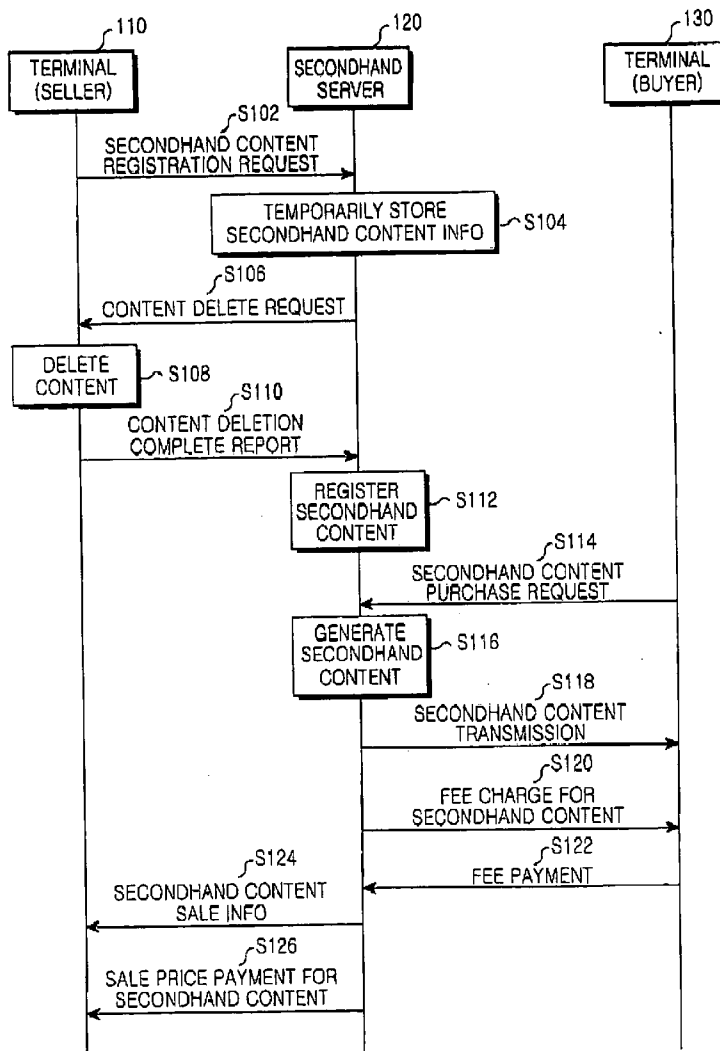 110
120
130
TERMINAL
(SELLER)
SECONDHAND
SERVER
TERMINAL
(BUYER)
S102
SECONDHAND CONTENT
REGISTRATION REQUEST
TEMPORARILY STORE
SECONDHAND CONTENT INFO
S104
S106
CONTENT DELETE REQUEST
DELETE
CONTENT
S108
S110
CONTENT DELETION
COMPLETE REPORT
REGISTER
SECONDHAND
CONTENT
S112
S114
SECONDHAND CONTENT
PURCHASE REQUEST
GENERATE
SECONDHAND
CONTENT
S116
S118
SECONDHAND CONTENT
TRANSMISSION
S120
FEE CHARGE FOR
SECONDHAND CONTENT
S122
FEE PAYMENT
S124
SECONDHAND CONTENT
SALE INFO
S126
SALE PRICE PAYMENT FOR
SECONDHAND CONTENT